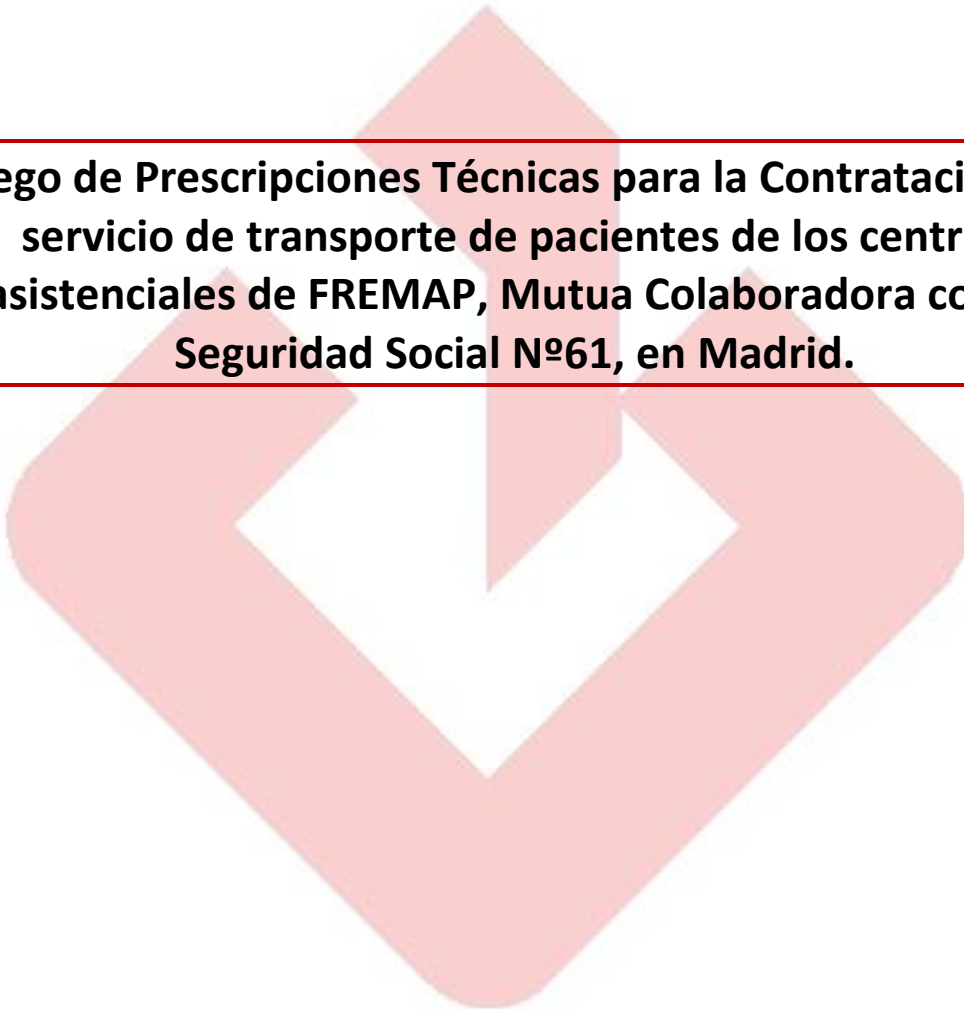 ego de Prescripciones Técnicas para la Contrataci
servicio de transporte de pacientes de los centr
asistenciales de FREMAP, Mutua Colaboradora co
Seguridad Social Nº61, en Madrid.